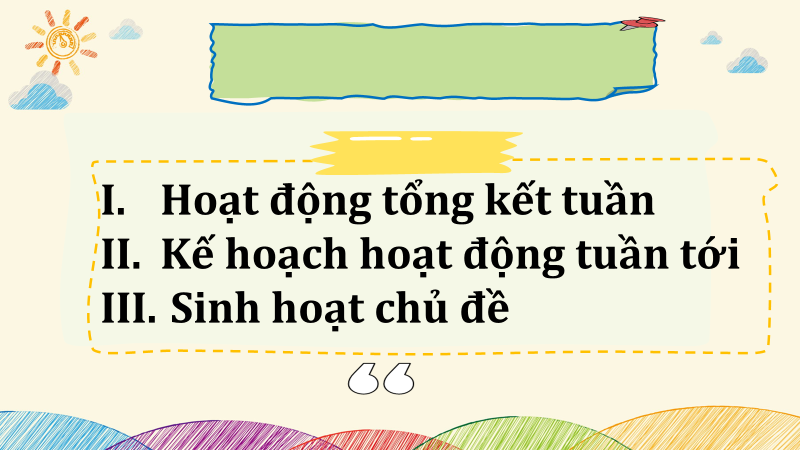 I. Hoạt động tổng kết tuần
II. Kế hoạch hoạt động tuần tới
III. Sinh hoạt chủ đề